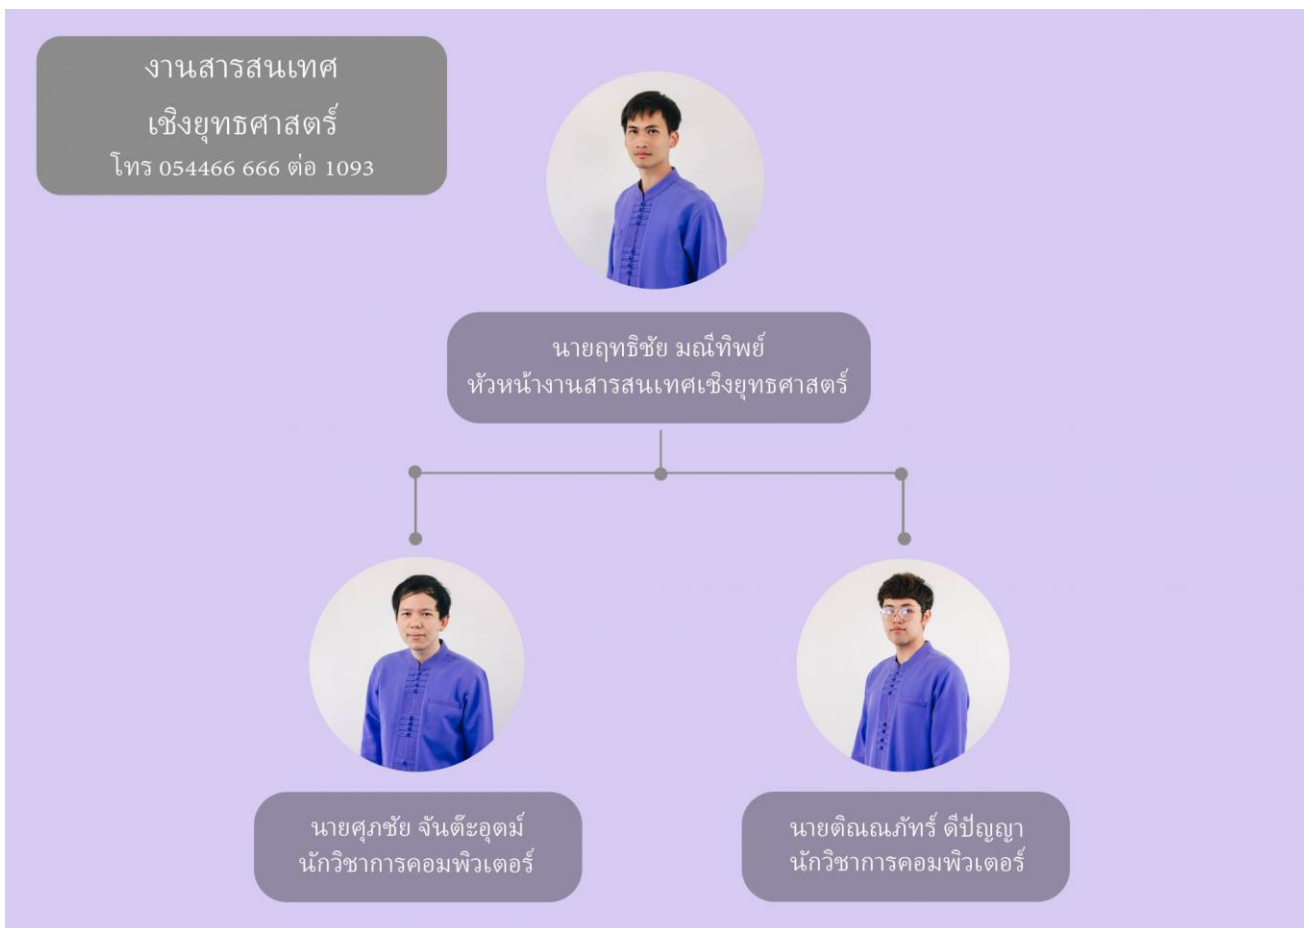 งานสารสนเทศ
เชิงยุทธศาสตร์
โทร 054466 666 ต่อ 1093
นายฤทธิชัย มณีทิพย์
หัวหน้างานสารสนเทศเชิงยุทธศาสตร์
นายศุภชัย จันต๊ะอุตม์
นักวิชาการคอมพิวเตอร์
นายติณณภัทร์ ดีปัญญา
นักวิชาการคอมพิวเตอร์